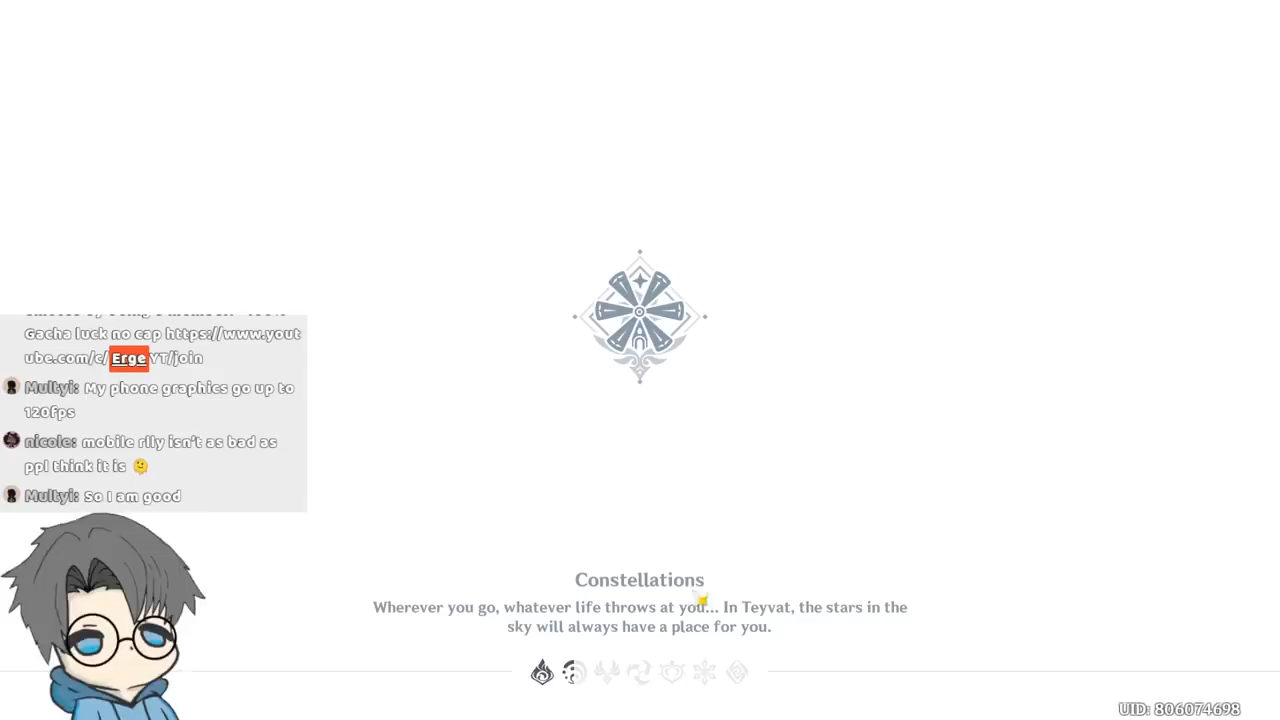 Gacha luck no cap https://www.yout
ube.com/c/ErgeYT/join
Multyi: My phone graphics go up to
120fps
nicole: mobile rlly isn't as bad as
ppl think it is 🫠
Multyi: So I am good
Constellations
Wherever you go, whatever life throws at you... In Teyvat, the stars in the
sky will always have a place for you.
UID: 806074698